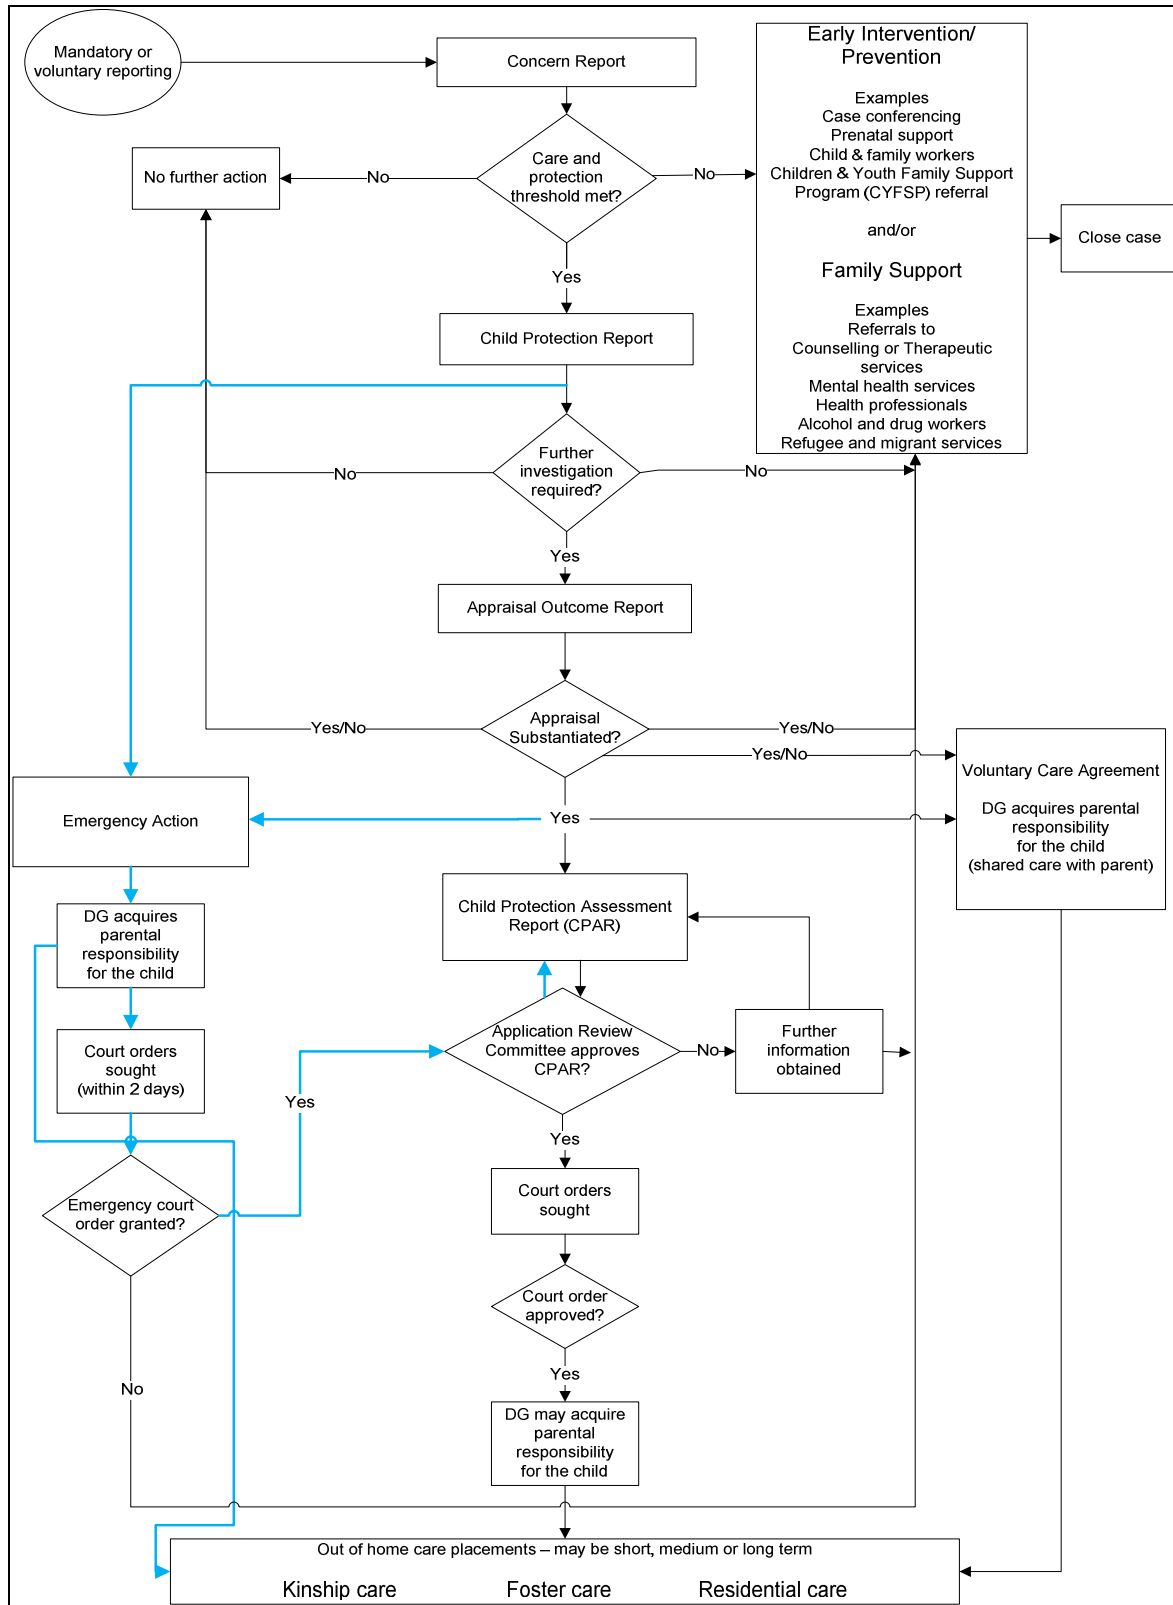 Mandatory or
voluntary reporting
Concern Report
Early Intervention/
Prevention
Examples
Case conferencing
Prenatal support
Child & family workers
Children & Youth Family Support
Program (CYFSP) referral
and/or
Family Support
Examples
Referrals to
Counselling or Therapeutic
services
Mental health services
Health professionals
Alcohol and drug workers
Refugee and migrant services
Close case
Care and
protection
threshold met?
No
No
No further action
Yes
Child Protection Report
Further
investigation
required?
No
No
Yes
Appraisal Outcome Report
Appraisal
Substantiated?
Yes/No
Yes/No
Yes/No
Voluntary Care Agreement
DG acquires parental
responsibility
for the child
(shared care with parent)
Emergency Action
Yes
Child Protection Assessment
Report (CPAR)
DG acquires
parental
responsibility
for the child
Application Review
Committee approves
CPAR?
No
Further
information
obtained
Court orders
sought
(within 2 days)
Yes
Yes
Emergency court
order granted?
Court orders
sought
Court order
approved?
No
Yes
DG may acquire
parental
responsibility
for the child
Out of home care placements – may be short, medium or long term
Kinship care Foster care Residential care